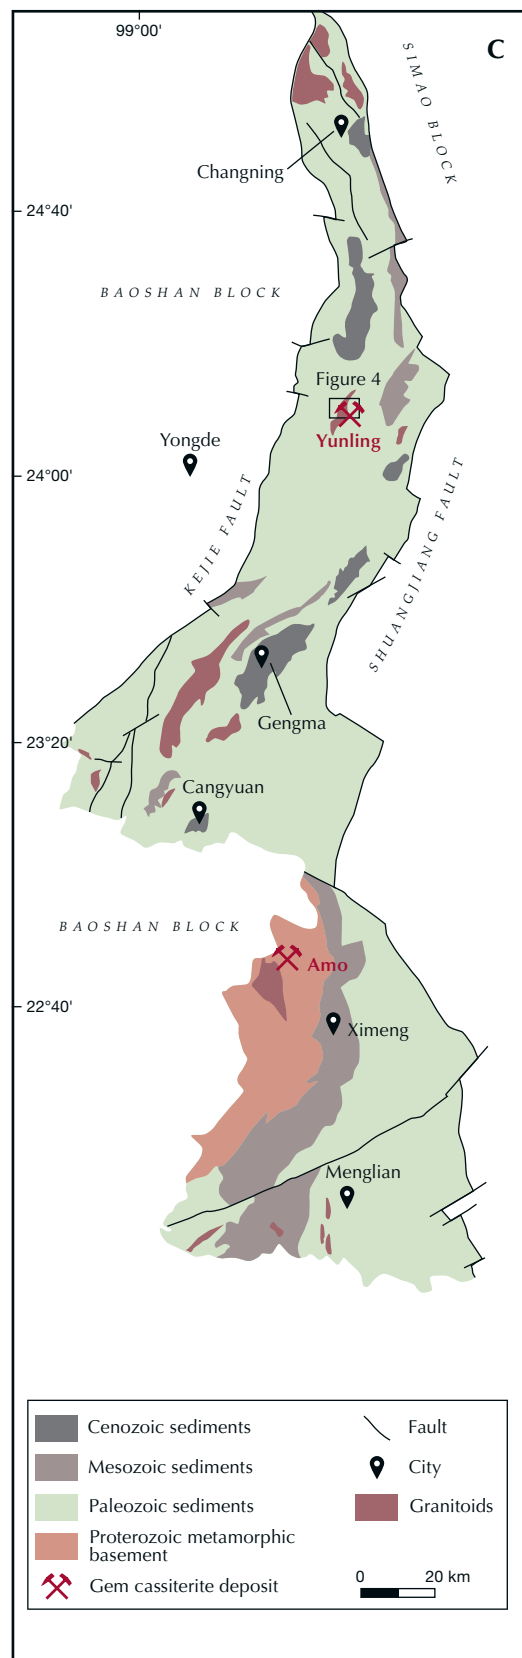 99°00'
C
SIMAO BLOCK
Changning
24°40'
BAOSHAN BLOCK
Figure 4
Yunling
Yongde
24°00'
KEJIE FAULT
SHUANGJIANG FAULT
Gengma
23°20'
Cangyuan
BAOSHAN BLOCK
Amo
22°40'
Ximeng
Menglian
Cenozoic sediments
Fault
Mesozoic sediments
City
Paleozoic sediments
Granitoids
Proterozoic metamorphic
basement
Gem cassiterite deposit
0 20 km